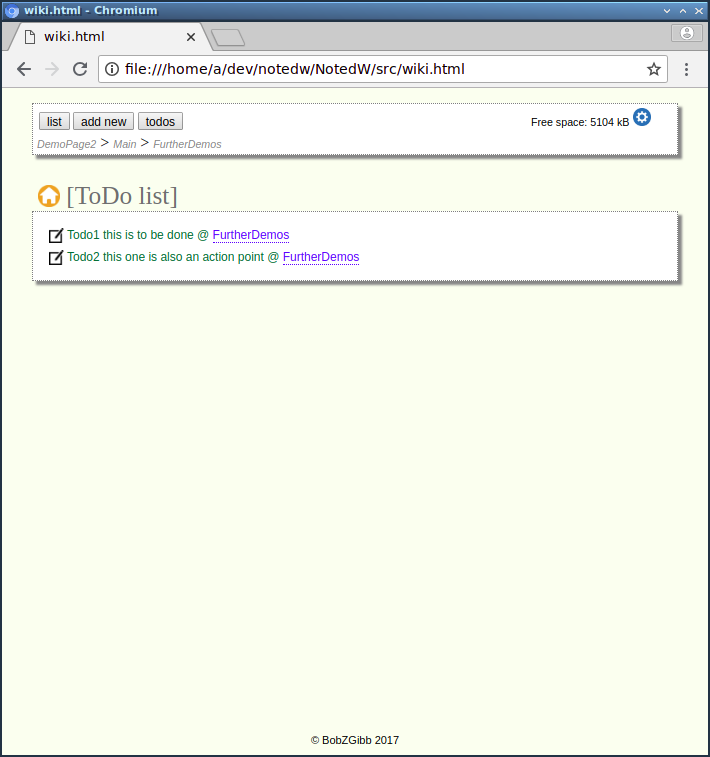 wiki.html - Chromium
wiki.html
file:///home/a/dev/notedw/NotedW/src/wiki.html
list add new todos Free space: 5104 kB
DemoPage2 > Main > FurtherDemos
[ToDo list]
Todo1 this is to be done @ FurtherDemos
Todo2 this one is also an action point @ FurtherDemos
© BobZGibb 2017